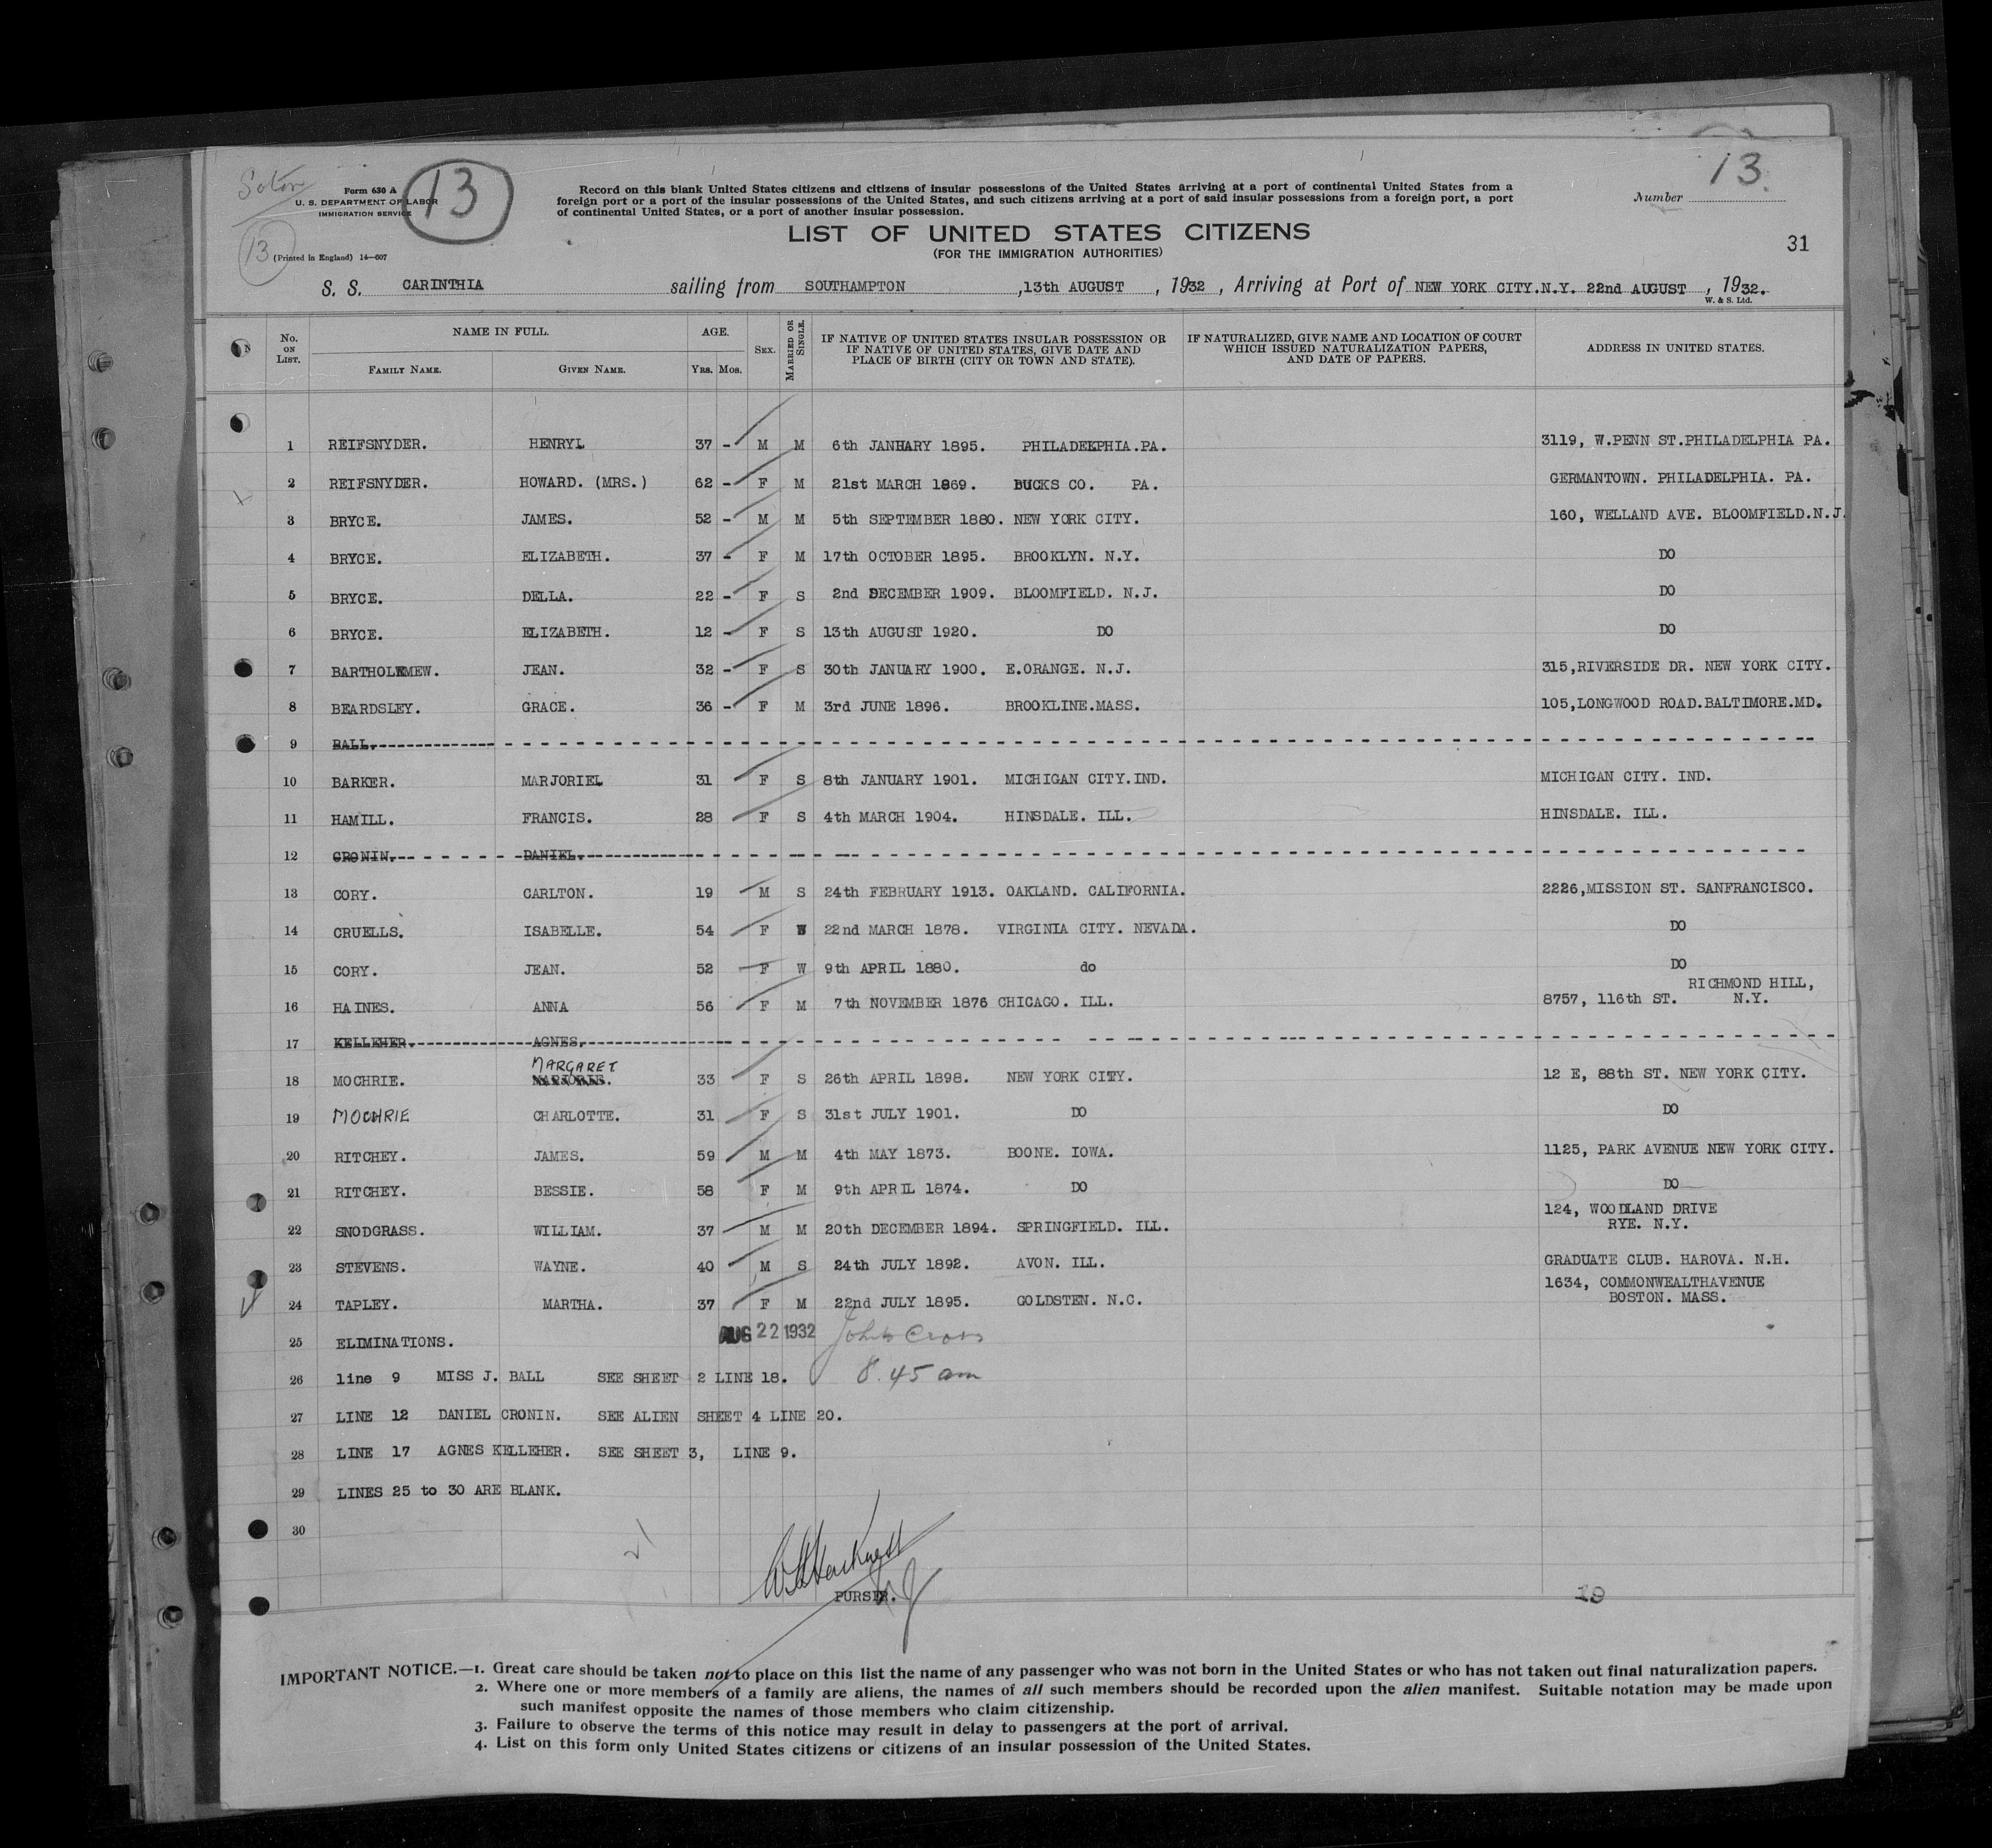 Soton
Form 630 A
U. S. DEPARTMENT OF LABOR
IMMIGRATION SERVICE
13
13
(Printed in England) 14—607
Record on this blank United States citizens and citizens of insular possessions of the United States arriving at a port of continental United States from a
foreign port or a port of the insular possessions of the United States, and such citizens arriving at a port of said insular possessions from a foreign port, a port
of continental United States, or a port of another insular possession.
Number 13.
LIST OF UNITED STATES CITIZENS
(FOR THE IMMIGRATION AUTHORITIES)
31
S. S. CARINTHIA sailing from SOUTHAMPTON ,13th AUGUST , 1932 , Arriving at Port of NEW YORK CITY.N.Y. 22nd AUGUST , 1932.
W. & S. Ltd.
No. ON LIST. NAME IN FULL. FAMILY NAME. GIVEN NAME. AGE. YRS. MOS. SEX. MARRIED OR SINGLE. IF NATIVE OF UNITED STATES INSULAR POSSESSION OR IF NATIVE OF UNITED STATES, GIVE DATE AND PLACE OF BIRTH (CITY OR TOWN AND STATE). IF NATURALIZED, GIVE NAME AND LOCATION OF COURT WHICH ISSUED NATURALIZATION PAPERS, AND DATE OF PAPERS. ADDRESS IN UNITED STATES.
1 REIFSNYDER. HENRYL 37 - M M 6th JANUARY 1895. PHILADELPHIA.PA. 3119, W.PENN ST.PHILADELPHIA PA.
2 REIFSNYDER. HOWARD. (MRS.) 62 - F M 21st MARCH 1869. BUCKS CO. PA. GERMANTOWN. PHILADELPHIA. PA.
3 BRYCE. JAMES. 52 - M M 5th SEPTEMBER 1880. NEW YORK CITY. 160, WELLAND AVE. BLOOMFIELD.N.J.
4 BRYCE. ELIZABETH. 37 - F M 17th OCTOBER 1895. BROOKLYN. N.Y. DO
5 BRYCE. DELLA. 22 - F S 2nd DECEMBER 1909. BLOOMFIELD. N.J. DO
6 BRYCE. ELIZABETH. 12 - F S 13th AUGUST 1920. DO DO
7 BARTHOLEMEW. JEAN. 32 - F S 30th JANUARY 1900. E.ORANGE. N.J. 315,RIVERSIDE DR. NEW YORK CITY.
8 BEARDSLEY. GRACE. 36 - F M 3rd JUNE 1896. BROOKLINE.MASS. 105,LONGWOOD ROAD.BALTIMORE.MD.
9 BALL.
10 BARKER. MARJORIEL 31 F S 8th JANUARY 1901. MICHIGAN CITY.IND. MICHIGAN CITY. IND.
11 HAMILL. FRANCIS. 28 F S 4th MARCH 1904. HINSDALE. ILL. HINSDALE. ILL.
12 CRONIN. DANIEL.
13 CORY. CARLTON. 19 M S 24th FEBRUARY 1913. OAKLAND. CALIFORNIA. 2226,MISSION ST. SANFRANCISCO.
14 CRUELLS. ISABELLE. 54 F W 22nd MARCH 1878. VIRGINIA CITY. NEVADA. DO
15 CORY. JEAN. 52 F W 9th APRIL 1880. do DO
16 HAINES. ANNA 56 F M 7th NOVEMBER 1876 CHICAGO. ILL. 8757, 116th ST. RICHMOND HILL, N.Y.
17 KELLEHER. AGNES.
MARGARET
18 MOCHRIE. MARJORIE. 33 F S 26th APRIL 1898. NEW YORK CITY. 12 E, 88th ST. NEW YORK CITY.
19 MOCHRIE CHARLOTTE. 31 F S 31st JULY 1901. DO DO
20 RITCHEY. JAMES. 59 M M 4th MAY 1873. BOONE. IOWA. 1125, PARK AVENUE NEW YORK CITY.
21 RITCHEY. BESSIE. 58 F M 9th APRIL 1874. DO DO
22 SNODGRASS. WILLIAM. 37 M M 20th DECEMBER 1894. SPRINGFIELD. ILL. 124, WOODLAND DRIVE RYE. N.Y.
23 STEVENS. WAYNE. 40 M S 24th JULY 1892. AVON. ILL. GRADUATE CLUB. HAROVA. N.H.
24 TAPLEY. MARTHA. 37 F M 22nd JULY 1895. GOLDSTEN. N.C. 1634, COMMONWEALTHAVENUE BOSTON. MASS.
25 ELIMINATIONS. AUG 22 1932 John Cross
26 line 9 MISS J. BALL SEE SHEET 2 LINE 18. 8.45 am
27 LINE 12 DANIEL CRONIN. SEE ALIEN SHEET 4 LINE 20.
28 LINE 17 AGNES KELLEHER. SEE SHEET 3, LINE 9.
29 LINES 25 to 30 ARE BLANK.
30
PURSER.
19
IMPORTANT NOTICE.—1. Great care should be taken not to place on this list the name of any passenger who was not born in the United States or who has not taken out final naturalization papers.
2. Where one or more members of a family are aliens, the names of all such members should be recorded upon the alien manifest. Suitable notation may be made upon
such manifest opposite the names of those members who claim citizenship.
3. Failure to observe the terms of this notice may result in delay to passengers at the port of arrival.
4. List on this form only United States citizens or citizens of an insular possession of the United States.